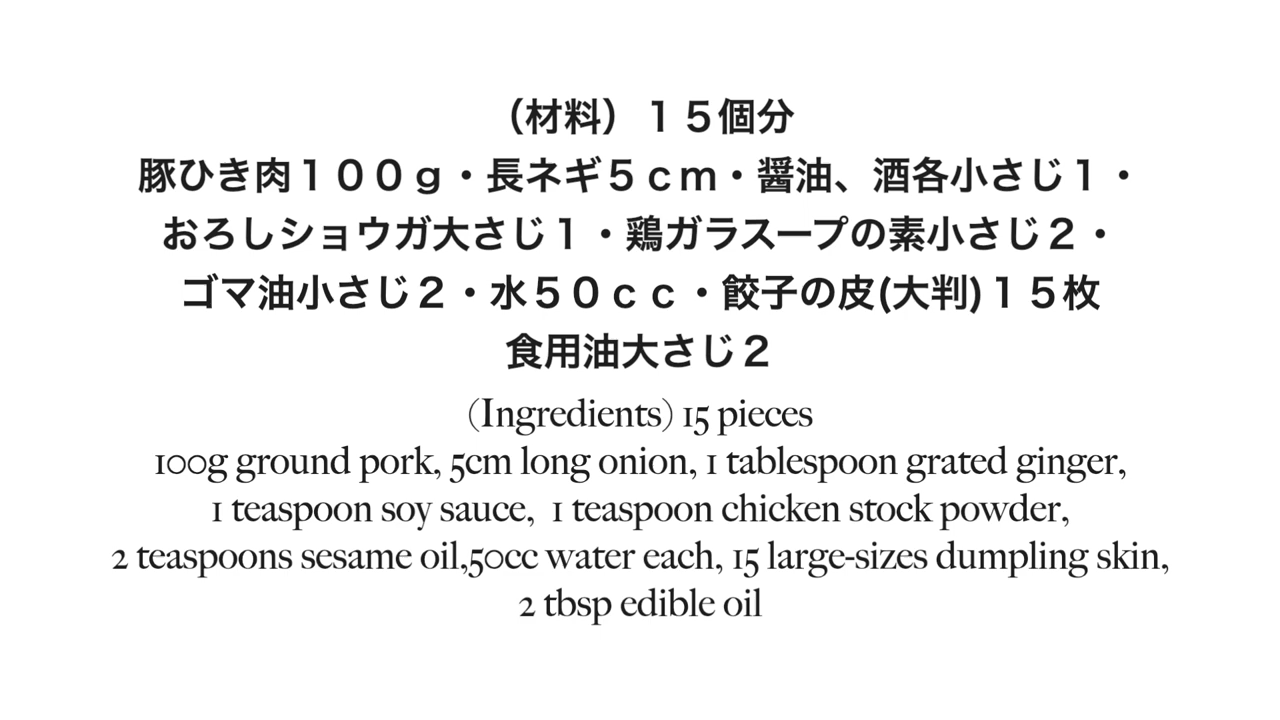 （材料）１５個分
豚ひき肉１００ｇ・長ネギ５ｃｍ・醤油、酒各小さじ１・
おろしショウガ大さじ１・鶏ガラスープの素小さじ２・
ゴマ油小さじ２・水５０ｃｃ・餃子の皮(大判)１５枚
食用油大さじ２
(Ingredients) 15 pieces
100g ground pork, 5cm long onion, 1 tablespoon grated ginger,
1 teaspoon soy sauce,  1 teaspoon chicken stock powder,
2 teaspoons sesame oil,50cc water each, 15 large-sizes dumpling skin,
2 tbsp edible oil